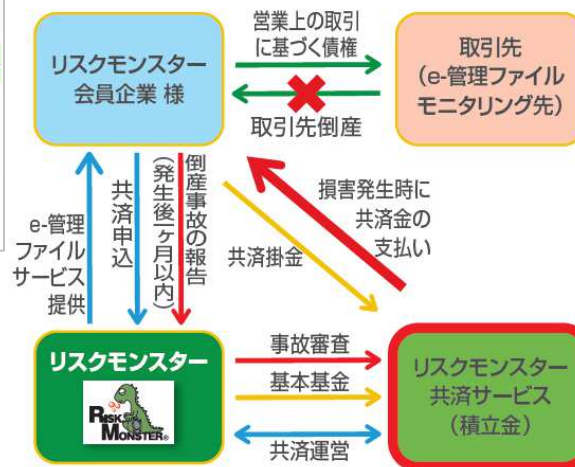 営業上の取引
に基づく債権
リスクモンスター
会員企業 様
取引先
（e-管理ファイル
モニタリング先）
取引先倒産
e-管理
ファイル
サービス
提供
共済申込
倒産事故の報告
（発生後一ヶ月以内）
共済掛金
損害発生時に
共済金の
支払い
リスクモンスター
RISK
MONSTER®
事故審査
基本基金
共済運営
リスクモンスター
共済サービス
（積立金）